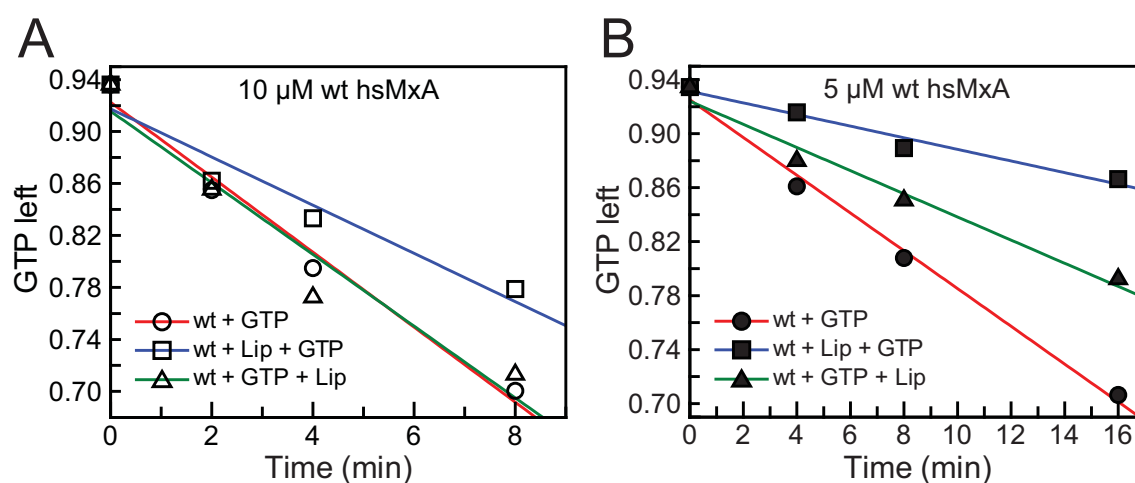 A
10 µM wt hsMxA
GTP left
0.94
0.90
0.86
0.82
0.78
0.74
0.70
wt + GTP
wt + Lip + GTP
wt + GTP + Lip
0 2 4 6 8
Time (min)
B
5 µM wt hsMxA
GTP left
0.94
0.90
0.86
0.82
0.78
0.74
0.70
wt + GTP
wt + Lip + GTP
wt + GTP + Lip
0 2 4 6 8 10 12 14 16
Time (min)